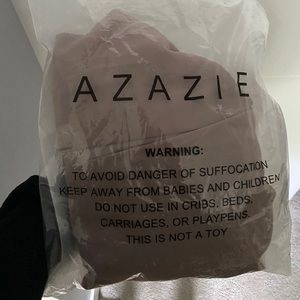 AZAZIE
WARNING:
TO AVOID DANGER OF SUFFOCATION
KEEP AWAY FROM BABIES AND CHILDREN
DO NOT USE IN CRIBS, BEDS,
CARRIAGES, OR PLAYPENS.
THIS IS NOT A TOY